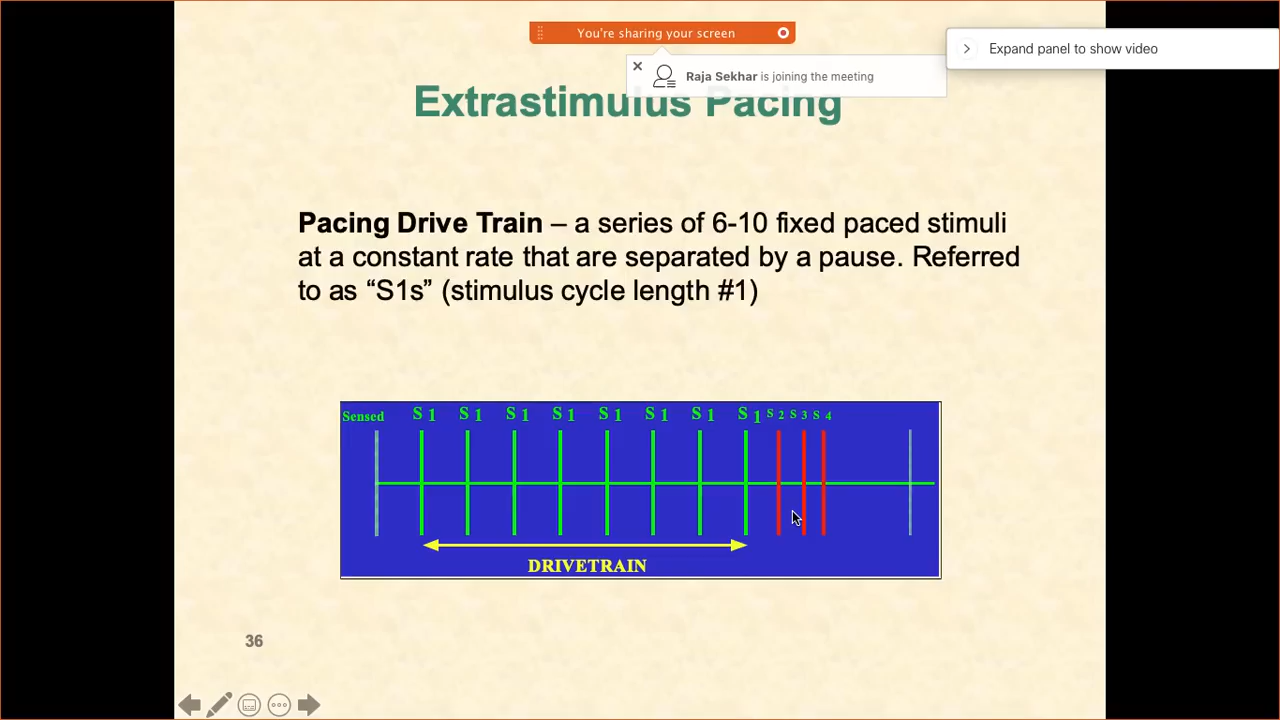 You're sharing your screen
Expand panel to show video
Raja Sekhar is joining the meeting
Extrastimulus Pacing
Pacing Drive Train – a series of 6-10 fixed paced stimuli
at a constant rate that are separated by a pause. Referred
to as “S1s” (stimulus cycle length #1)
Sensed S 1 S 1 S 1 S 1 S 1 S 1 S 1 S 1 S 2 S 3 S 4
DRIVETRAIN
36